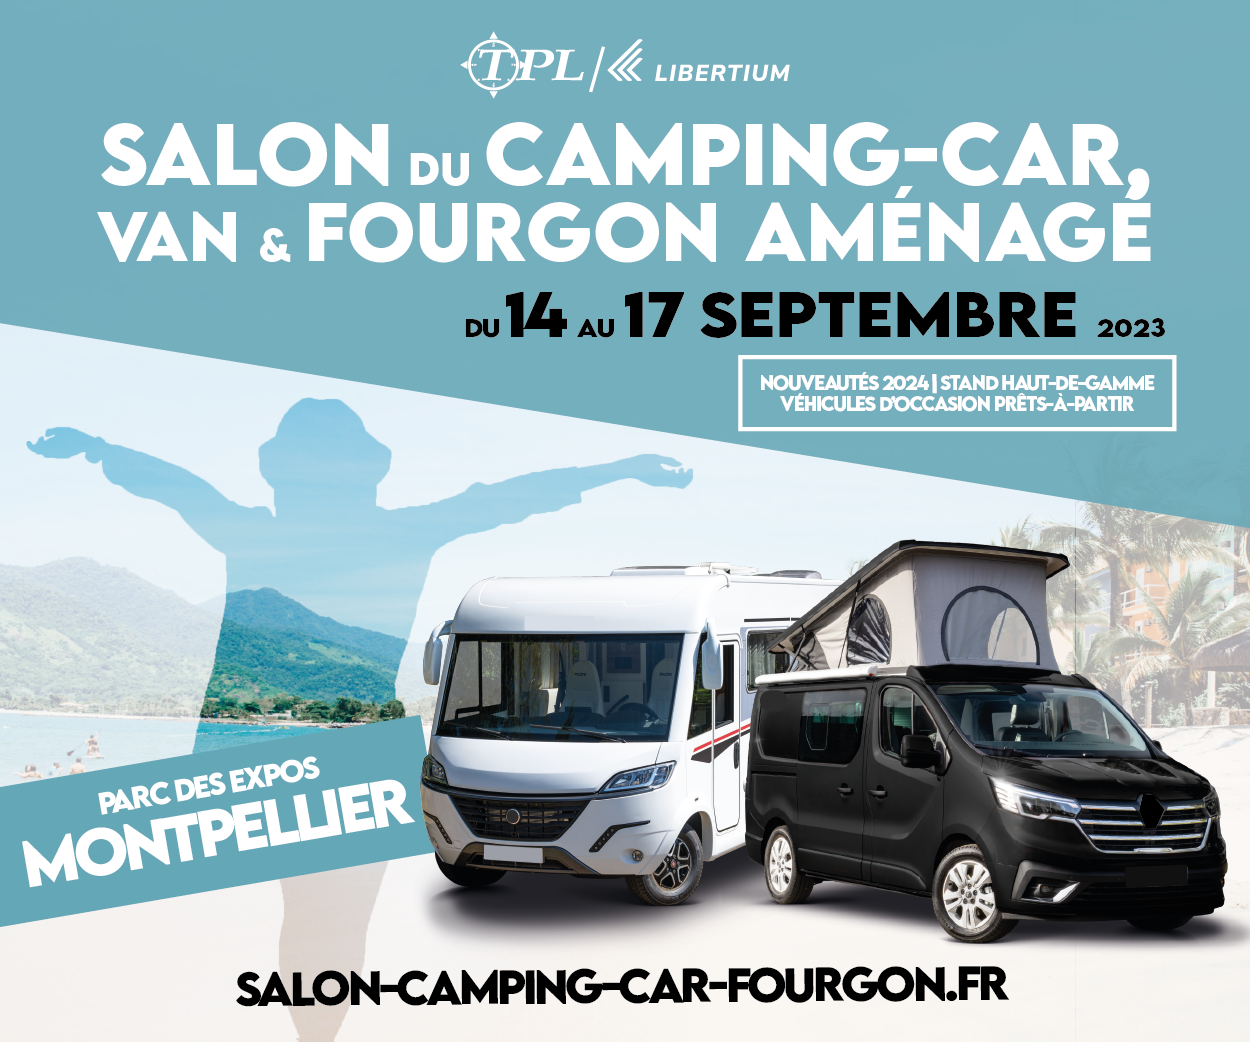 TPL / LIBERTIUM
SALON DU CAMPING-CAR,
VAN & FOURGON AMÉNAGÉ
DU 14 AU 17 SEPTEMBRE 2023
NOUVEAUTÉS 2024 | STAND HAUT-DE-GAMME
VÉHICULES D'OCCASION PRÊTS-À-PARTIR
PARC DES EXPOS
MONTPELLIER
SALON-CAMPING-CAR-FOURGON.FR